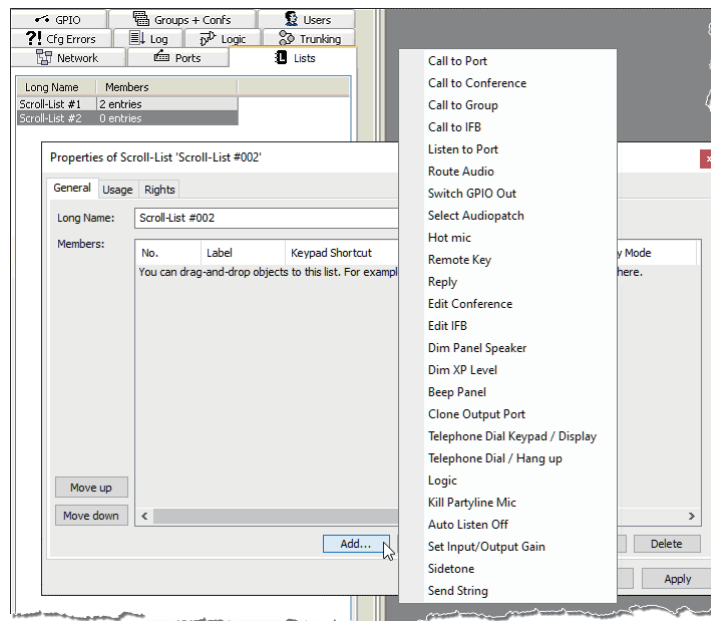 GPIO Groups + Confs Users
?! Cfg Errors Log Logic Trunking
Network Ports Lists
Long Name Members
Scroll-List #1 2 entries
Scroll-List #2 0 entries
Properties of Scroll-List 'Scroll-List #002'
General Usage Rights
Long Name: Scroll-List #002
Members:
No. Label Keypad Shortcut y Mode
You can drag-and-drop objects to this list. For exampl here.
Move up
Move down
Add... Delete
Apply
Call to Port
Call to Conference
Call to Group
Call to IFB
Listen to Port
Route Audio
Switch GPIO Out
Select Audiopatch
Hot mic
Remote Key
Reply
Edit Conference
Edit IFB
Dim Panel Speaker
Dim XP Level
Beep Panel
Clone Output Port
Telephone Dial Keypad / Display
Telephone Dial / Hang up
Logic
Kill Partyline Mic
Auto Listen Off
Set Input/Output Gain
Sidetone
Send String